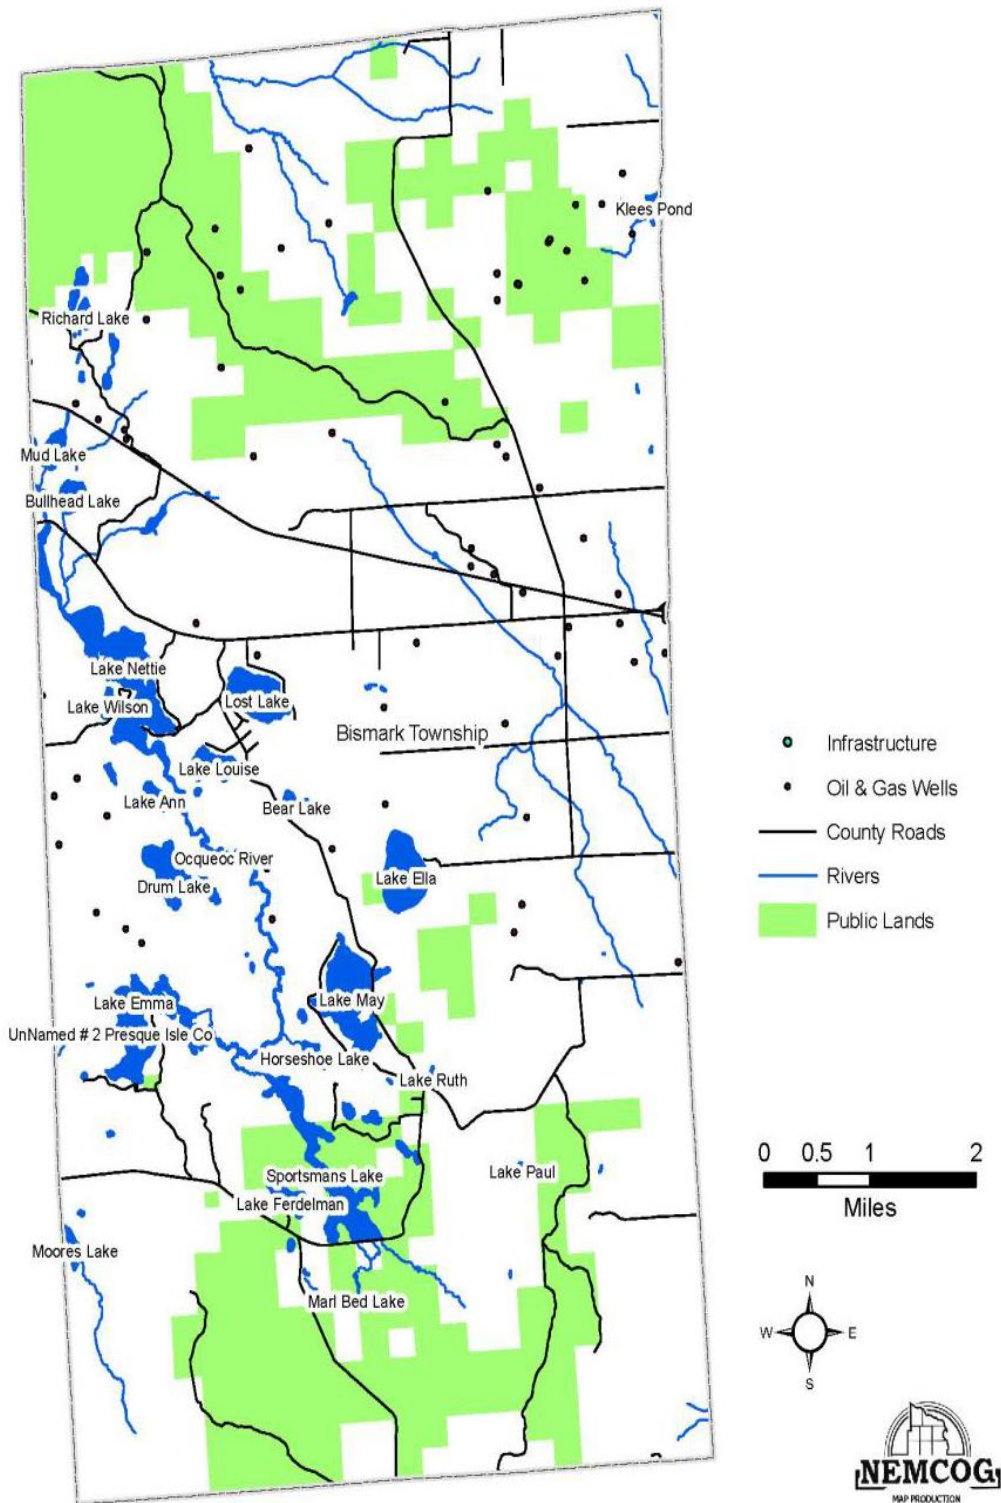 Klees Pond
Richard Lake
Mud Lake
Bullhead Lake
Lake Nettie
Lake Wilson
Lost Lake
Bismark Township
Lake Louise
Lake Ann
Bear Lake
Ocqueoc River
Drum Lake
Lake Ella
Lake Emma
Lake May
UnNamed # 2 Presque Isle Co
Horseshoe Lake
Lake Ruth
Sportsmans Lake
Lake Paul
Lake Ferdelman
Moores Lake
Marl Bed Lake
Infrastructure
Oil & Gas Wells
County Roads
Rivers
Public Lands
0 0.5 1 2
Miles
N
W E
S
NEMCOG
MAP PRODUCTION